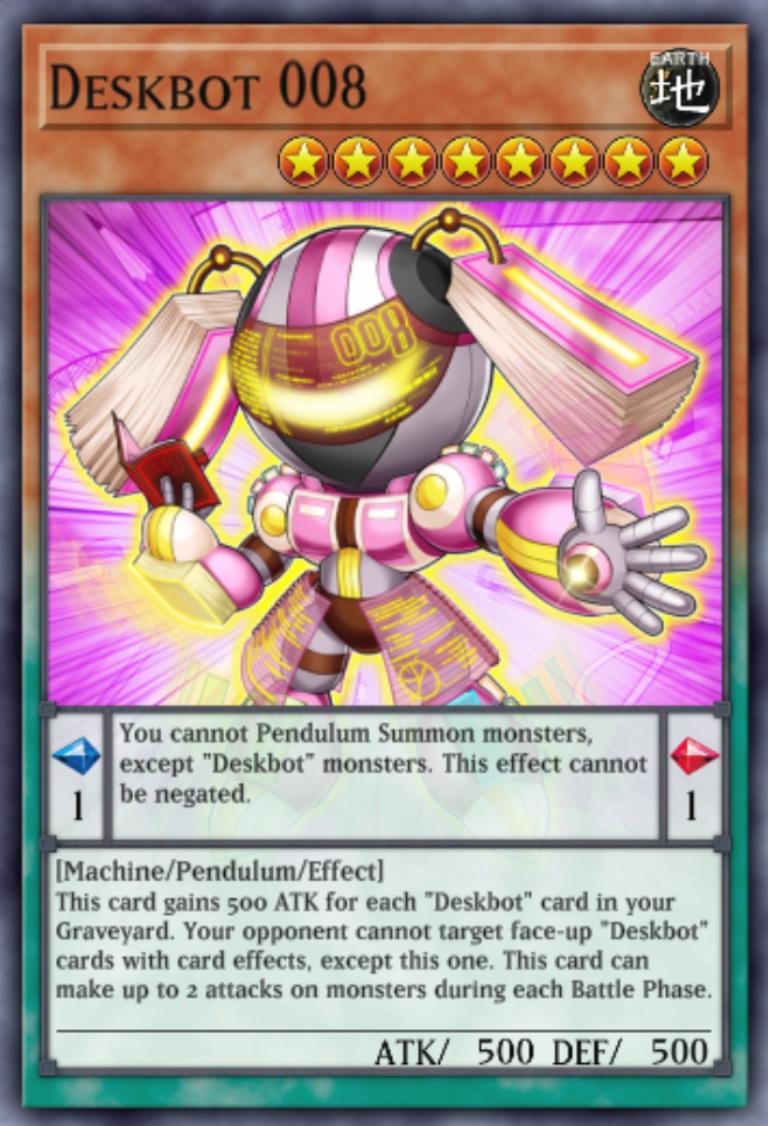 DESKBOT 008
EARTH
地
008
You cannot Pendulum Summon monsters,
except "Deskbot" monsters. This effect cannot
be negated.
1
1
[Machine/Pendulum/Effect]
This card gains 500 ATK for each "Deskbot" card in your
Graveyard. Your opponent cannot target face-up "Deskbot"
cards with card effects, except this one. This card can
make up to 2 attacks on monsters during each Battle Phase.
ATK/ 500 DEF/ 500